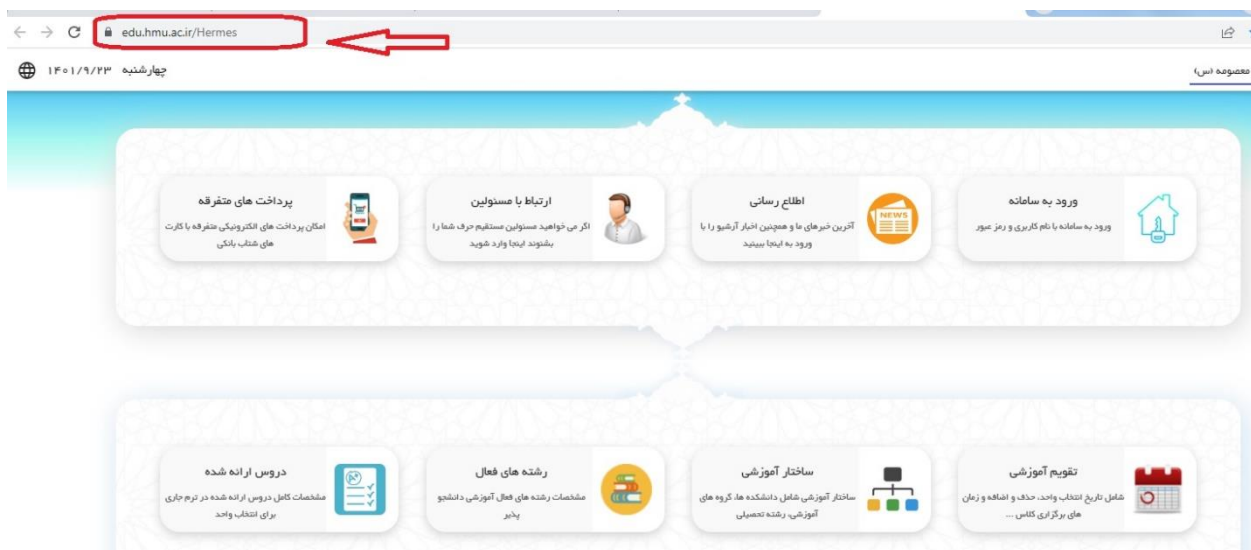 edu.hmu.ac.ir/Hermes
معصومه (س)
چهارشنبه ۱۴۰۱/۹/۲۳
ورود به سامانه
ورود به سامانه با نام کاربری و رمز عبور
NEWS
اطلاع رسانی
آخرین خبرهای ما و همچنین اخبار آرشیو را با
ورود به اینجا ببینید
ارتباط با مسئولین
اگر می خواهید مسئولین مستقیم حرف شما را
بشنوند اینجا وارد شوید
پرداخت های متفرقه
امکان پرداخت های الکترونیکی متفرقه با کارت
های شتاب بانکی
تقویم آموزشی
شامل تاریخ انتخاب واحد، حذف و اضافه و زمان
های برگزاری کلاس ...
ساختار آموزشی
ساختار آموزشی شامل دانشکده ها، گروه های
آموزشی، رشته تحصیلی
رشته های فعال
مشخصات رشته های فعال آموزشی دانشجو
پذیر
دروس ارائه شده
مشخصات کامل دروس ارائه شده در ترم جاری
برای انتخاب واحد